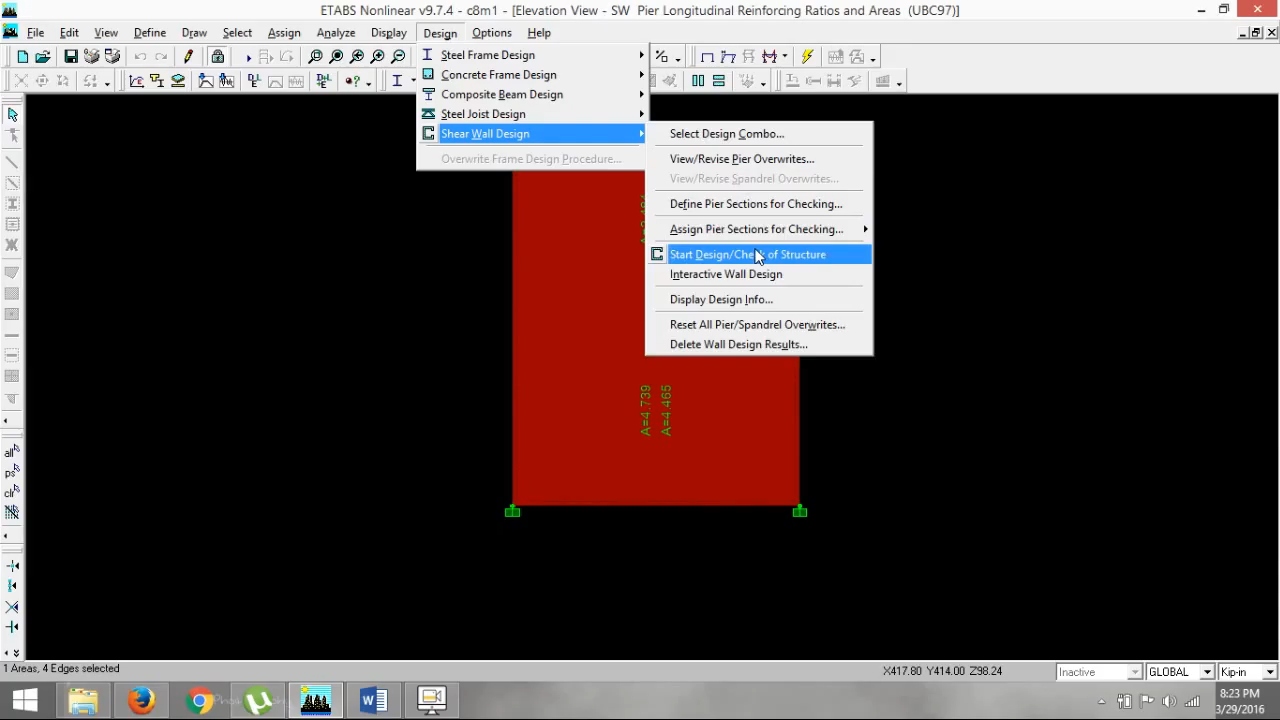 ETABS Nonlinear v9.7.4 - c8m1 - [Elevation View - SW Pier Longitudinal Reinforcing Ratios and Areas (UBC97)]
File Edit View Define Draw Select Assign Analyze Display Design Options Help
Steel Frame Design
Concrete Frame Design
Composite Beam Design
Steel Joist Design
Shear Wall Design
Overwrite Frame Design Procedure...
Select Design Combo...
View/Revise Pier Overwrites...
View/Revise Spandrel Overwrites...
Define Pier Sections for Checking...
Assign Pier Sections for Checking...
Start Design/Check of Structure
Interactive Wall Design
Display Design Info...
Reset All Pier/Spandrel Overwrites...
Delete Wall Design Results...
A=4.739
A=4.465
all
ps
clr
1 Areas, 4 Edges selected
X417.80 Y414.00 Z98.24
Inactive
GLOBAL
Kip-in
8:23 PM
3/29/2016